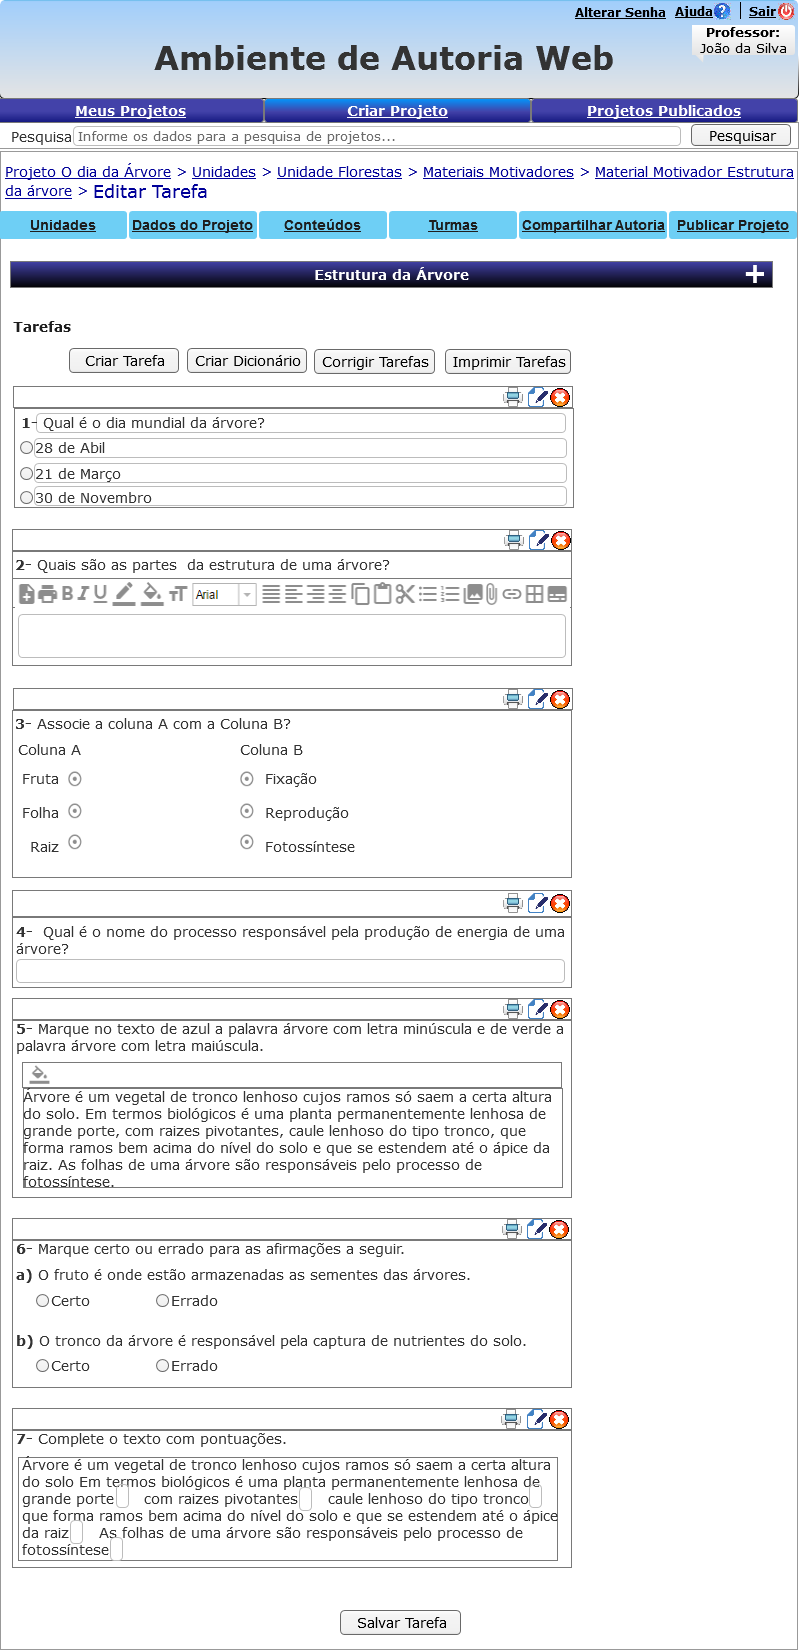 Alterar Senha Ajuda? Sair
Professor:
João da Silva
Ambiente de Autoria Web
Meus Projetos Criar Projeto Projetos Publicados
Pesquisa Informe os dados para a pesquisa de projetos... Pesquisar
Projeto O dia da Árvore > Unidades > Unidade Florestas > Materiais Motivadores > Material Motivador Estrutura
da árvore > Editar Tarefa
Unidades Dados do Projeto Conteúdos Turmas Compartilhar Autoria Publicar Projeto
Estrutura da Árvore +
Tarefas
Criar Tarefa Criar Dicionário Corrigir Tarefas Imprimir Tarefas
1- Qual é o dia mundial da árvore?
28 de Abil
21 de Março
30 de Novembro
2- Quais são as partes da estrutura de uma árvore?
B I U TT Arial
3- Associe a coluna A com a Coluna B?
Coluna A Coluna B
Fruta Fixação
Folha Reprodução
Raiz Fotossíntese
4- Qual é o nome do processo responsável pela produção de energia de uma
árvore?
5- Marque no texto de azul a palavra árvore com letra minúscula e de verde a
palavra árvore com letra maiúscula.
Árvore é um vegetal de tronco lenhoso cujos ramos só saem a certa altura
do solo. Em termos biológicos é uma planta permanentemente lenhosa de
grande porte, com raizes pivotantes, caule lenhoso do tipo tronco, que
forma ramos bem acima do nível do solo e que se estendem até o ápice da
raiz. As folhas de uma árvore são responsáveis pelo processo de
fotossíntese.
6- Marque certo ou errado para as afirmações a seguir.
a) O fruto é onde estão armazenadas as sementes das árvores.
Certo Errado
b) O tronco da árvore é responsável pela captura de nutrientes do solo.
Certo Errado
7- Complete o texto com pontuações.
Árvore é um vegetal de tronco lenhoso cujos ramos só saem a certa altura
do solo Em termos biológicos é uma planta permanentemente lenhosa de
grande porte com raizes pivotantes caule lenhoso do tipo tronco
que forma ramos bem acima do nível do solo e que se estendem até o ápice
da raiz As folhas de uma árvore são responsáveis pelo processo de
fotossíntese
Salvar Tarefa